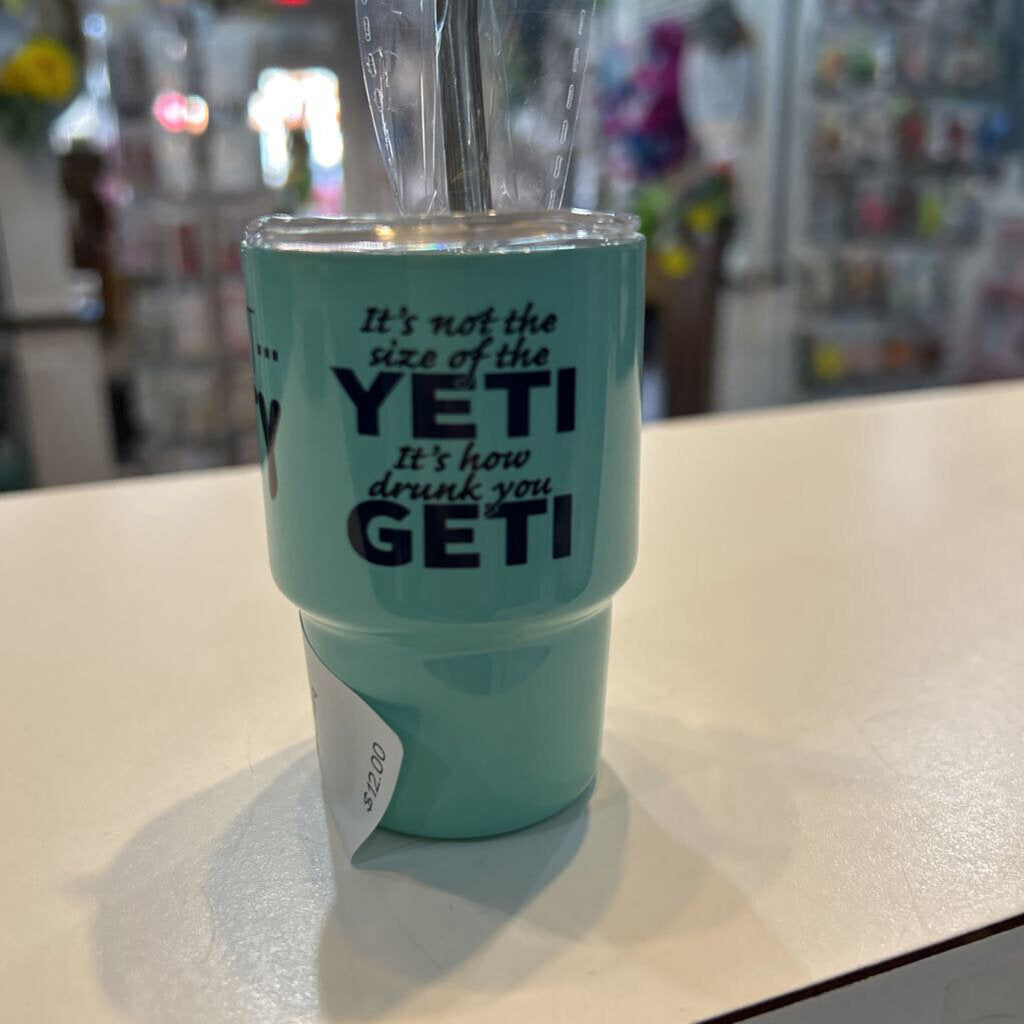 It's not the
size of the
YETI
It's how
drunk you
GETI
$12.00